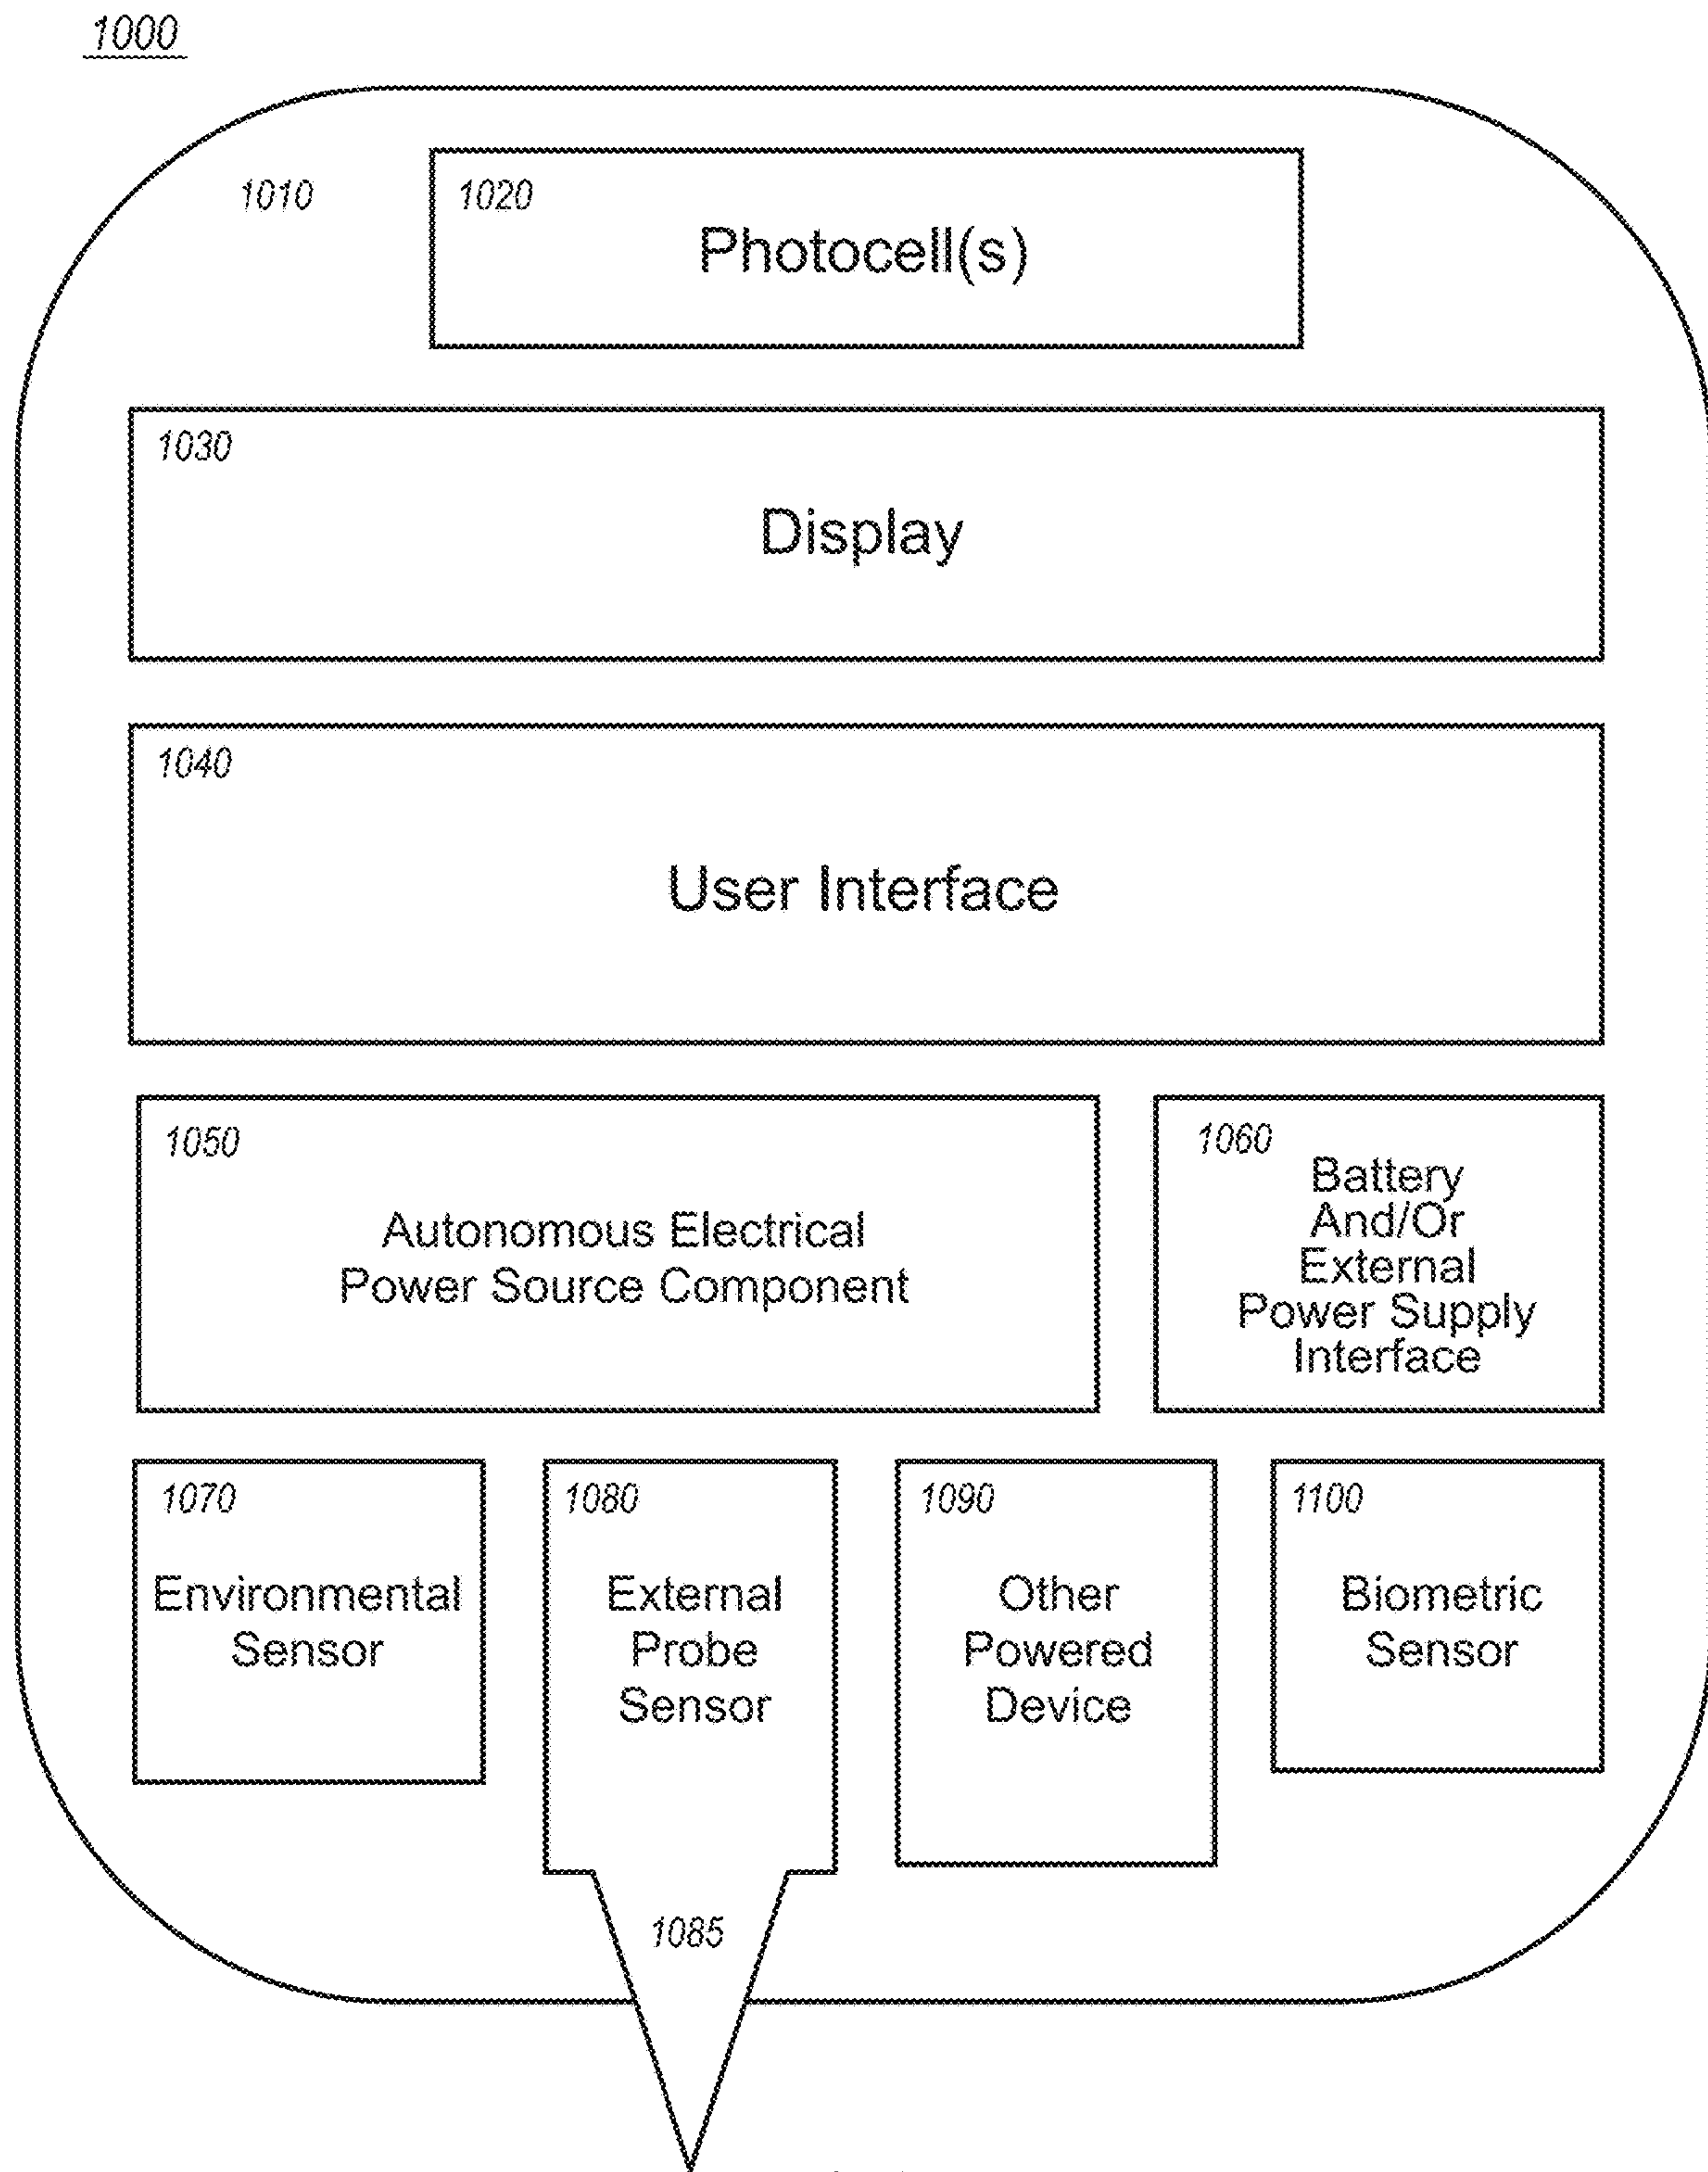 1000
1010
1020
Photocell(s)
1030
Display
1040
User Interface
1050
Autonomous Electrical
Power Source Component
1060
Battery
And/Or
External
Power Supply
Interface
1070
Environmental
Sensor
1080
External
Probe
Sensor
1085
1090
Other
Powered
Device
1100
Biometric
Sensor